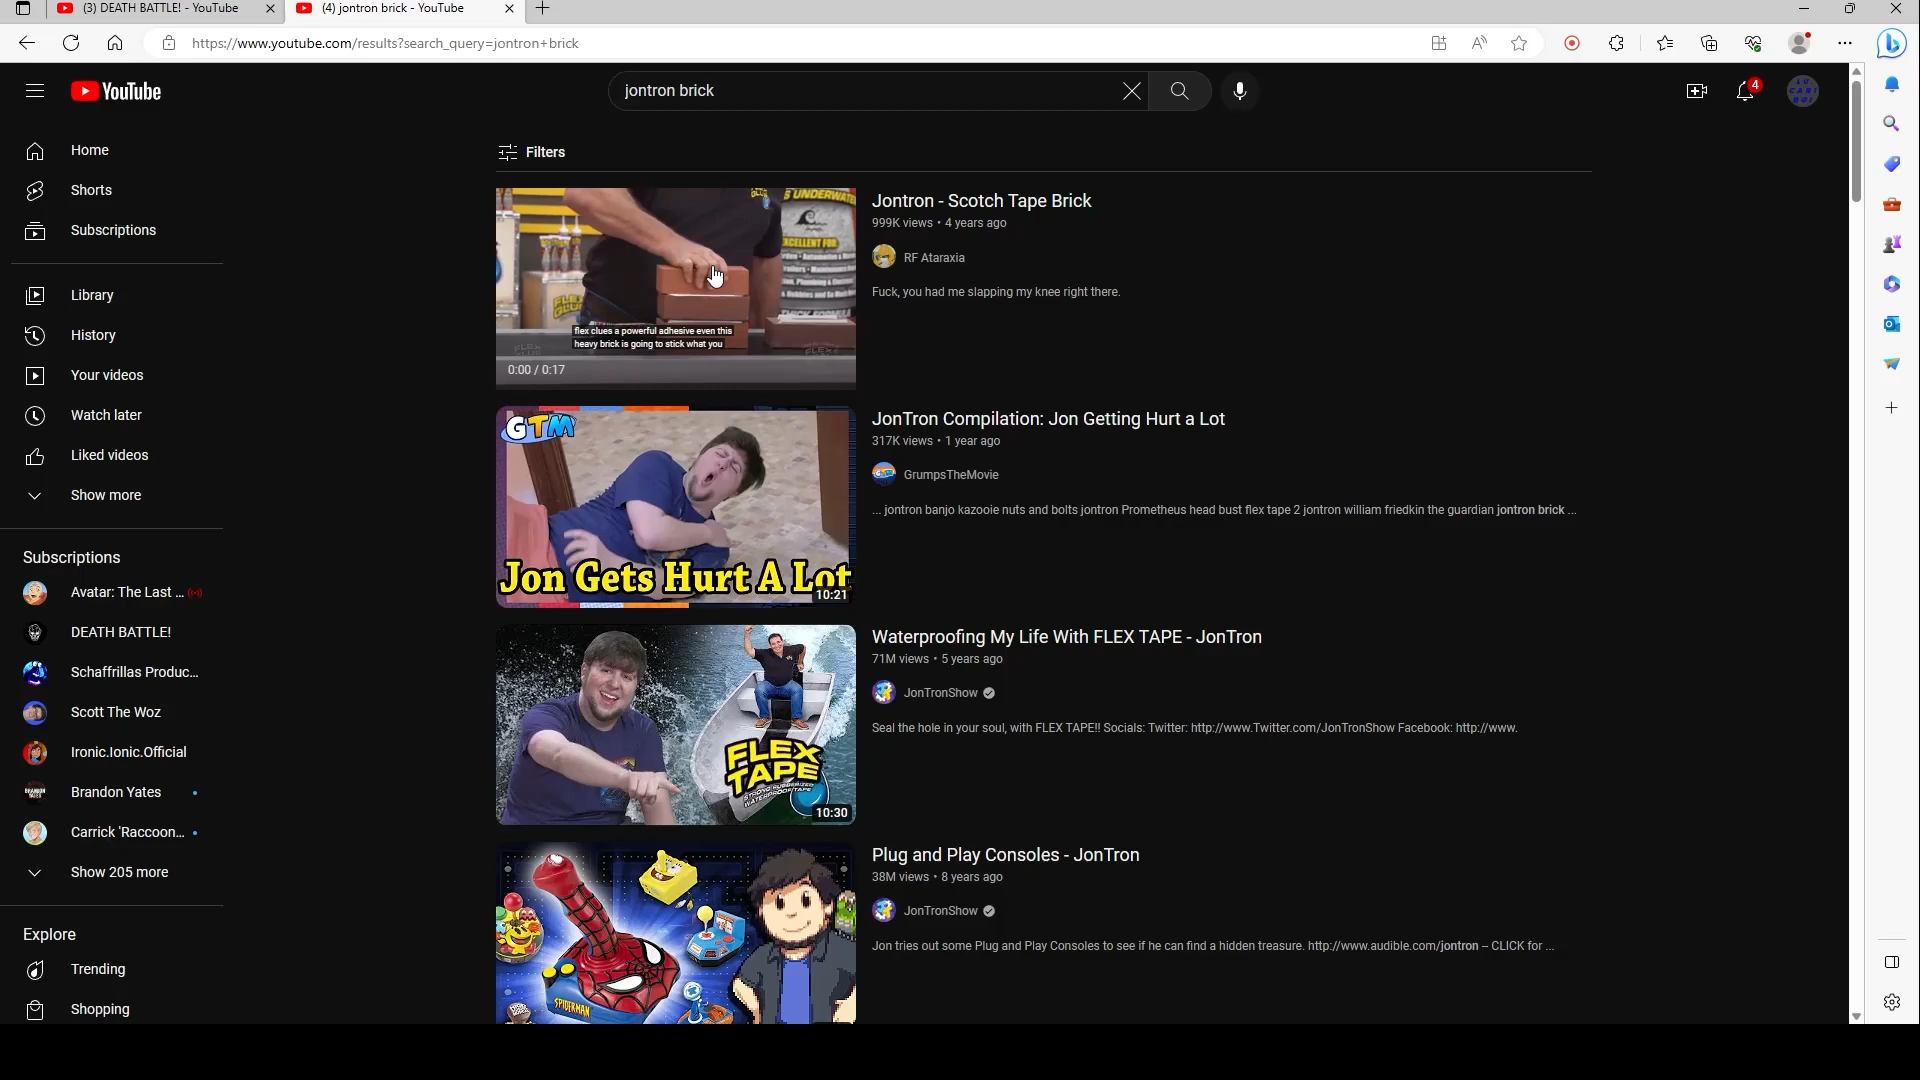 (3) DEATH BATTLE! - YouTube
(4) jontron brick - YouTube
https://www.youtube.com/results?search_query=jontron+brick
YouTube
jontron brick
4
Home
Shorts
Subscriptions
Library
History
Your videos
Watch later
Liked videos
Show more
Subscriptions
Avatar: The Last ...
DEATH BATTLE!
Schaffrillas Produc...
Scott The Woz
Ironic.Ionic.Official
Brandon Yates
Carrick 'Raccoon...
Show 205 more
Explore
Trending
Shopping
Filters
flex clues a powerful adhesive even this
heavy brick is going to stick what you
0:00 / 0:17
Jontron - Scotch Tape Brick
999K views • 4 years ago
RF Ataraxia
Fuck, you had me slapping my knee right there.
GTM
Jon Gets Hurt A Lot
10:21
JonTron Compilation: Jon Getting Hurt a Lot
317K views • 1 year ago
GrumpsTheMovie
... jontron banjo kazooie nuts and bolts jontron Prometheus head bust flex tape 2 jontron william friedkin the guardian jontron brick ...
FLEX
TAPE
STRONG RUBBERIZED
WATERPROOF TAPE
10:30
Waterproofing My Life With FLEX TAPE - JonTron
71M views • 5 years ago
JonTronShow
Seal the hole in your soul, with FLEX TAPE!! Socials: Twitter: http://www.Twitter.com/JonTronShow Facebook: http://www.
SPIDERMAN
Plug and Play Consoles - JonTron
38M views • 8 years ago
JonTronShow
Jon tries out some Plug and Play Consoles to see if he can find a hidden treasure. http://www.audible.com/jontron -- CLICK for ...